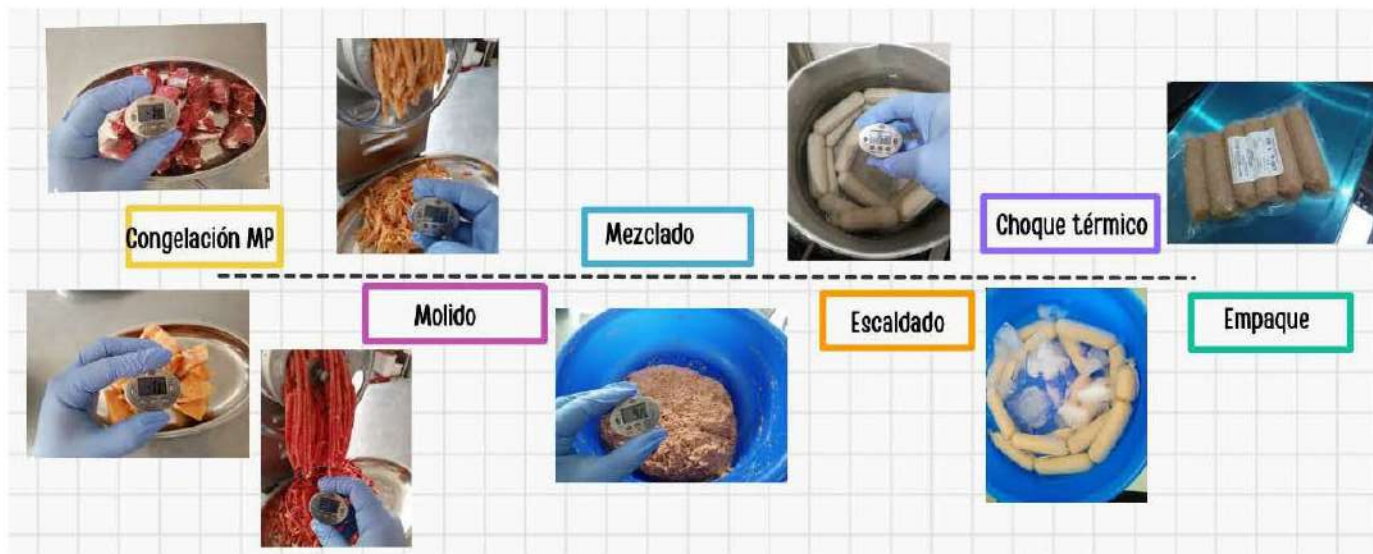 Congelación MP
Molido
Mezclado
Escaldado
Choque térmico
Empaque